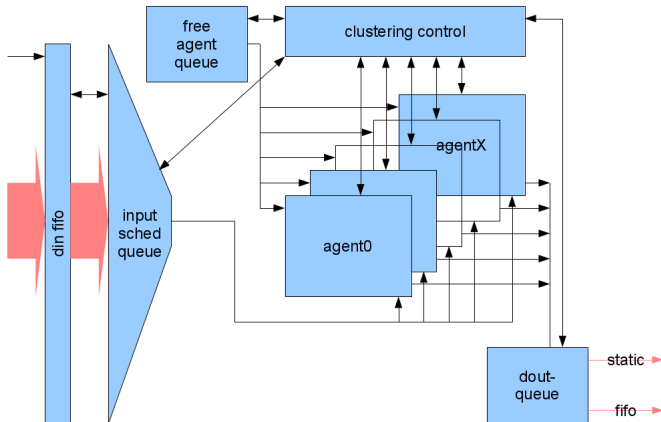 free
agent
queue
clustering control
agentX
din fifo
input
sched
queue
agent0
static
dout-
queue
fifo